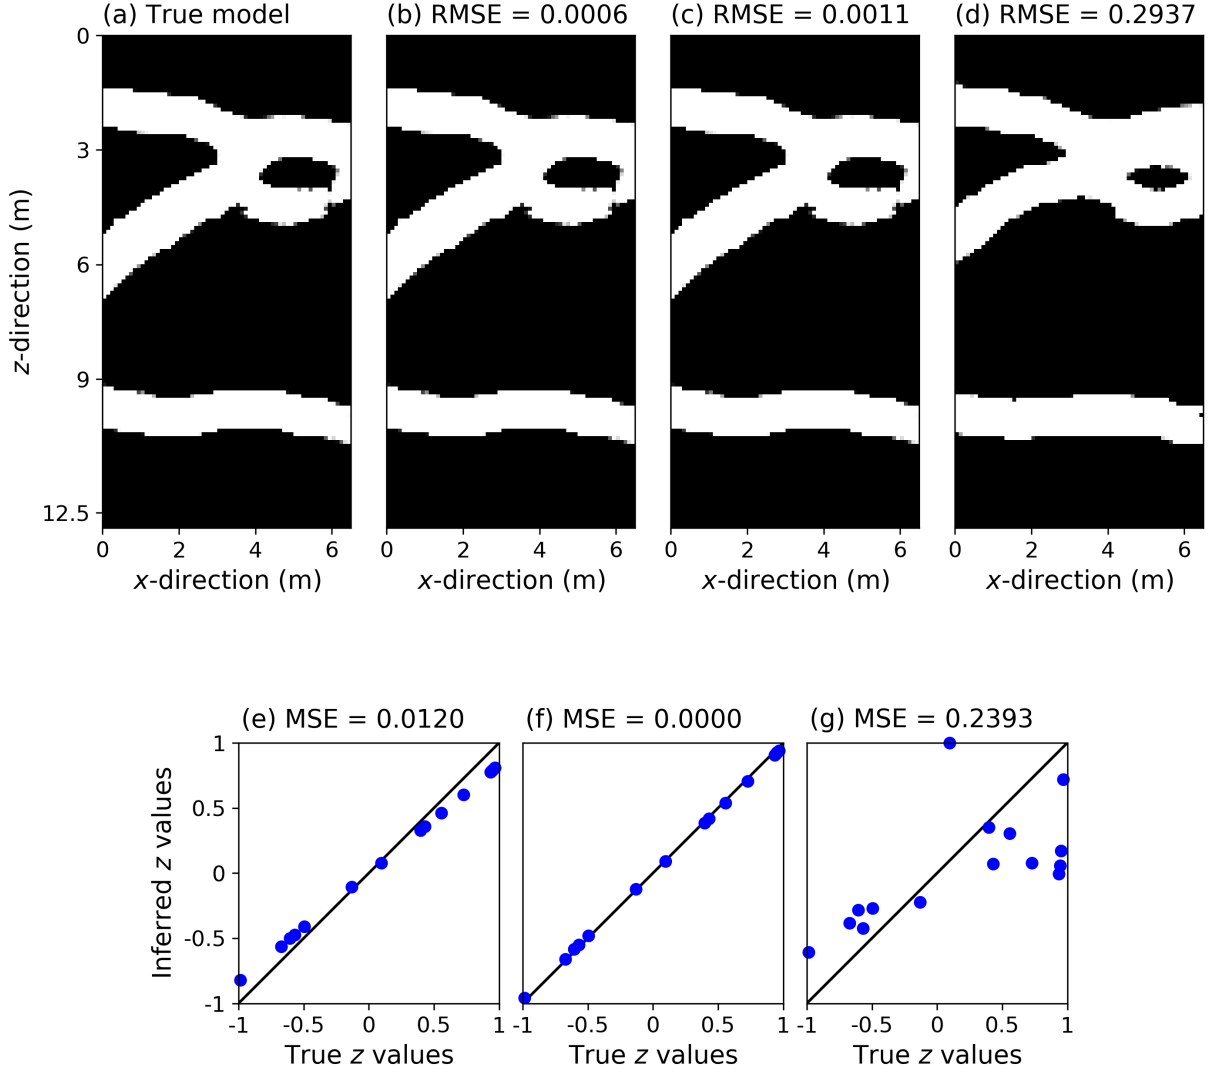 (a) True model
(b) RMSE = 0.0006
(c) RMSE = 0.0011
(d) RMSE = 0.2937
0
3
6
9
12.5
z-direction (m)
0 2 4 6
0 2 4 6
0 2 4 6
0 2 4 6
x-direction (m)
x-direction (m)
x-direction (m)
x-direction (m)
(e) MSE = 0.0120
(f) MSE = 0.0000
(g) MSE = 0.2393
1
0.5
0
-0.5
-1
Inferred z values
-1 -0.5 0 0.5 1
-1 -0.5 0 0.5 1
-1 -0.5 0 0.5 1
True z values
True z values
True z values